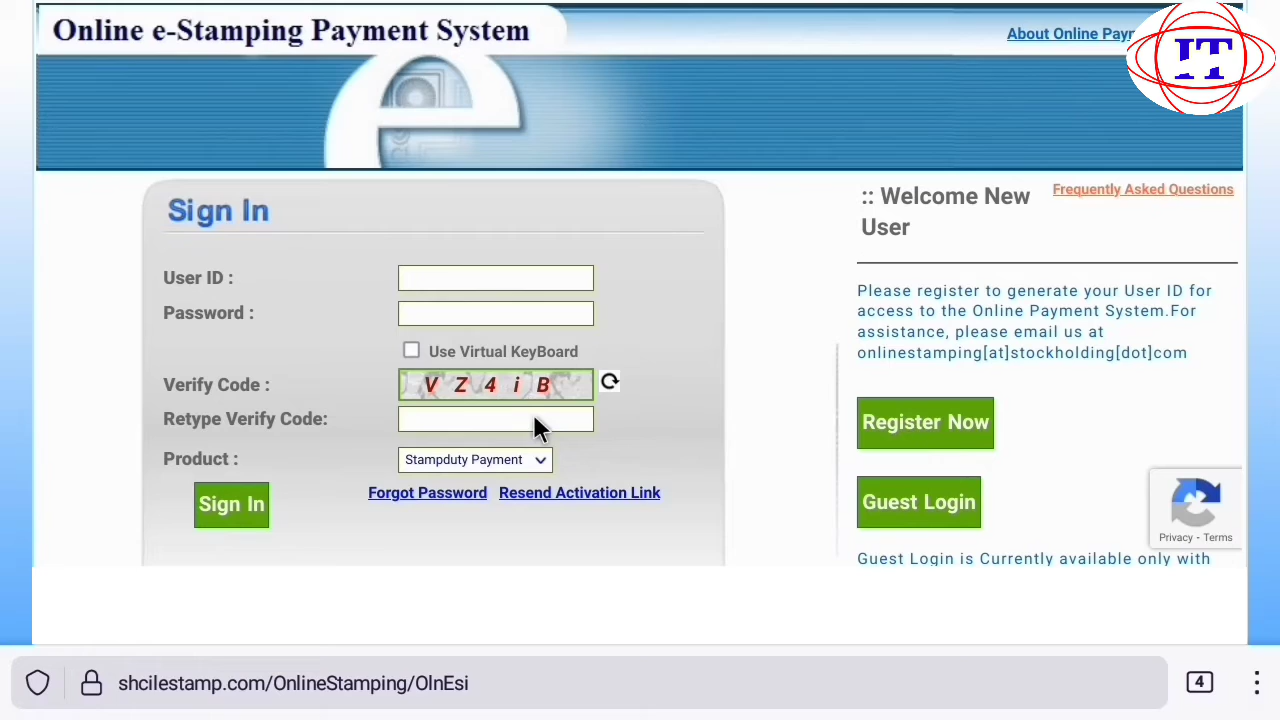 Online e-Stamping Payment System
About Online Paym
IT
Sign In
User ID :
Password :
Use Virtual KeyBoard
Verify Code :
V Z 4 i B
Retype Verify Code:
Product :
Stampduty Payment
Sign In
Forgot Password
Resend Activation Link
:: Welcome New User
Frequently Asked Questions
Please register to generate your User ID for
access to the Online Payment System.For
assistance, please email us at
onlinestamping[at]stockholding[dot]com
Register Now
Guest Login
Privacy - Terms
Guest Login is Currently available only with
shcilestamp.com/OnlineStamping/OlnEsi
4